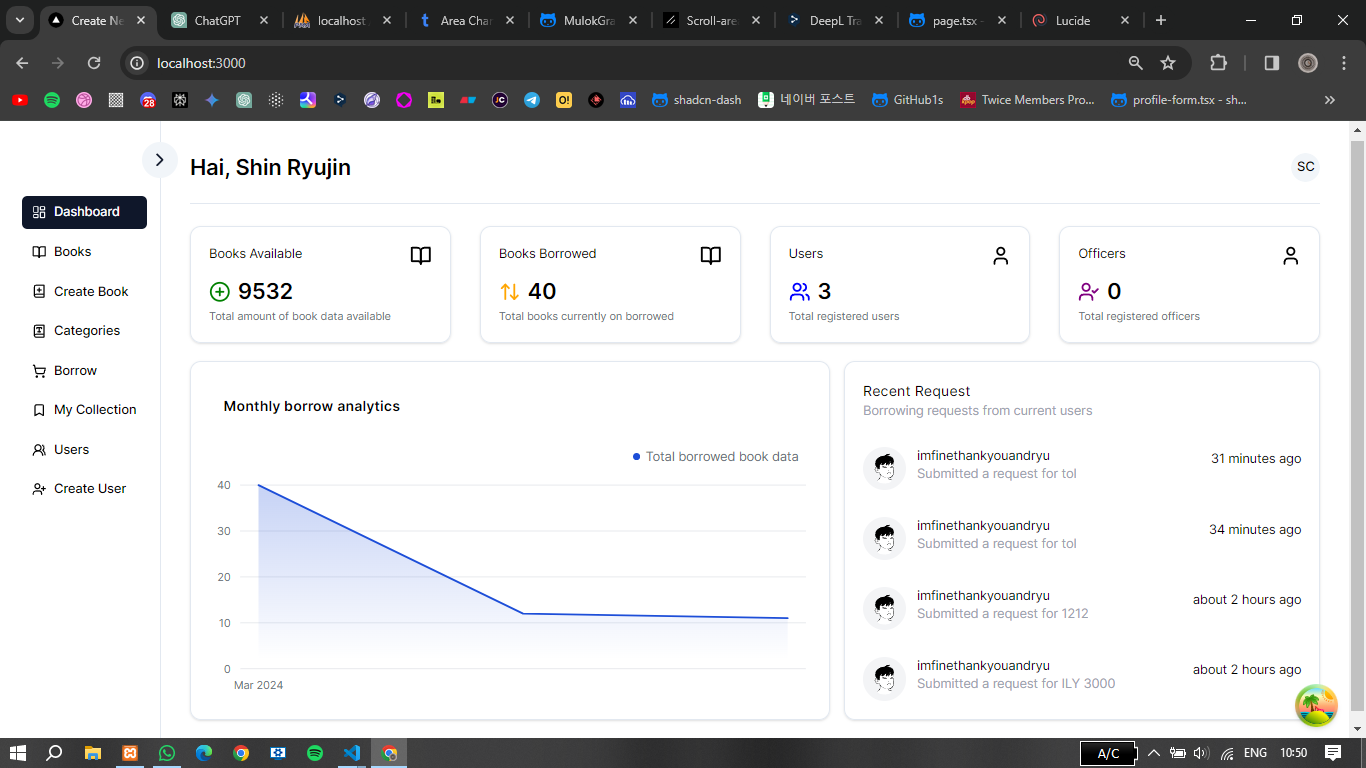 Create Ne
ChatGPT
localhost
Area Char
MulokGra
Scroll-area
DeepL Tra
page.tsx -
Lucide
localhost:3000
28
shadcn-dash
네이버 포스트
GitHub1s
Twice Members Pro...
profile-form.tsx - sh...
Hai, Shin Ryujin
SC
Dashboard
Books
Create Book
Categories
Borrow
My Collection
Users
Create User
Books Available
9532
Total amount of book data available
Books Borrowed
40
Total books currently on borrowed
Users
3
Total registered users
Officers
0
Total registered officers
Monthly borrow analytics
Total borrowed book data
40
30
20
10
0
Mar 2024
Recent Request
Borrowing requests from current users
imfinethankyouandryu
31 minutes ago
Submitted a request for tol
imfinethankyouandryu
34 minutes ago
Submitted a request for tol
imfinethankyouandryu
about 2 hours ago
Submitted a request for 1212
imfinethankyouandryu
about 2 hours ago
Submitted a request for ILY 3000
A/C
ENG
10:50